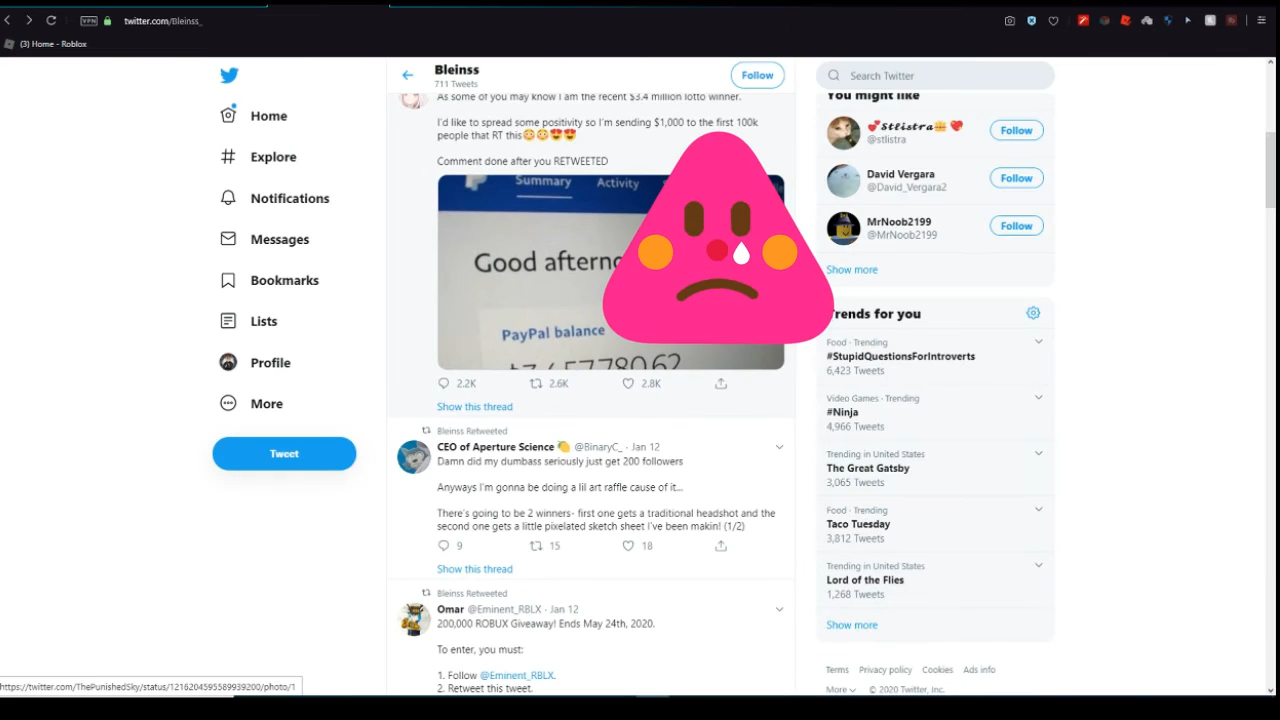 VPN
twitter.com/Bleinss_
(3) Home - Roblox
Home
Explore
Notifications
Messages
Bookmarks
Lists
Profile
More
Tweet
Bleinss
711 Tweets
Follow
As some of you may know I am the recent $3.4 million lotto winner.
I'd like to spread some positivity so I'm sending $1,000 to the first 100k
people that RT this😳😳😍😍
Comment done after you RETWEETED
Summary Activity
Good afterno
PayPal balance
2.2K 2.6K 2.8K
Show this thread
Bleinss Retweeted
CEO of Aperture Science 🍋 @BinaryC_ · Jan 12
Damn did my dumbass seriously just get 200 followers
Anyways I'm gonna be doing a lil art raffle cause of it...
There's going to be 2 winners- first one gets a traditional headshot and the
second one gets a little pixelated sketch sheet I've been makin! (1/2)
9 15 18
Show this thread
Bleinss Retweeted
Omar @Eminent_RBLX · Jan 12
200,000 ROBUX Giveaway! Ends May 24th, 2020.
To enter, you must:
1. Follow @Eminent_RBLX.
2. Retweet this tweet.
Search Twitter
You might like
💕𝑺𝒕𝒍𝒊𝒔𝒕𝒓𝒂 💖
@stlistra
Follow
David Vergara
@David_Vergara2
Follow
MrNoob2199
@MrNoob2199
Follow
Show more
Trends for you
Food · Trending
#StupidQuestionsForIntroverts
6,423 Tweets
Video Games · Trending
#Ninja
4,966 Tweets
Trending in United States
The Great Gatsby
3,065 Tweets
Food · Trending
Taco Tuesday
3,812 Tweets
Trending in United States
Lord of the Flies
1,268 Tweets
Show more
Terms Privacy policy Cookies Ads info
More © 2020 Twitter, Inc.
https://twitter.com/ThePunishedSky/status/1216204595589939200/photo/1